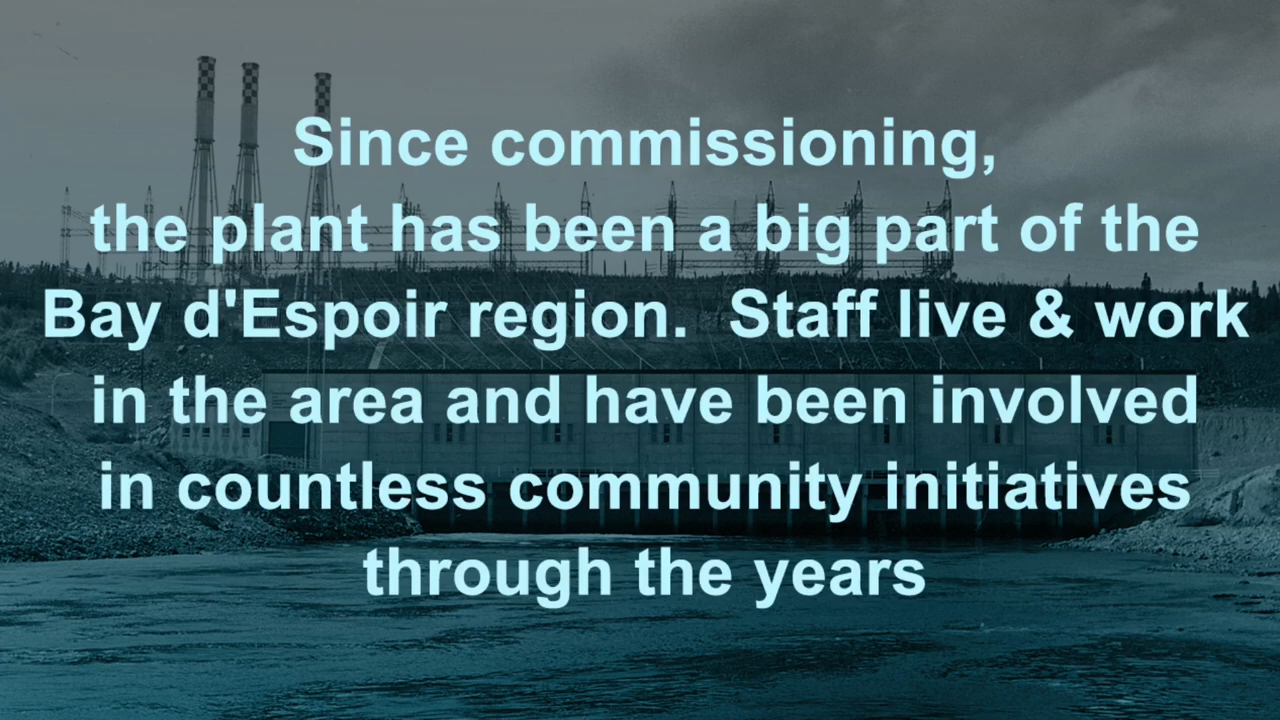 Since commissioning,
the plant has been a big part of the
Bay d'Espoir region.  Staff live & work
in the area and have been involved
in countless community initiatives
through the years